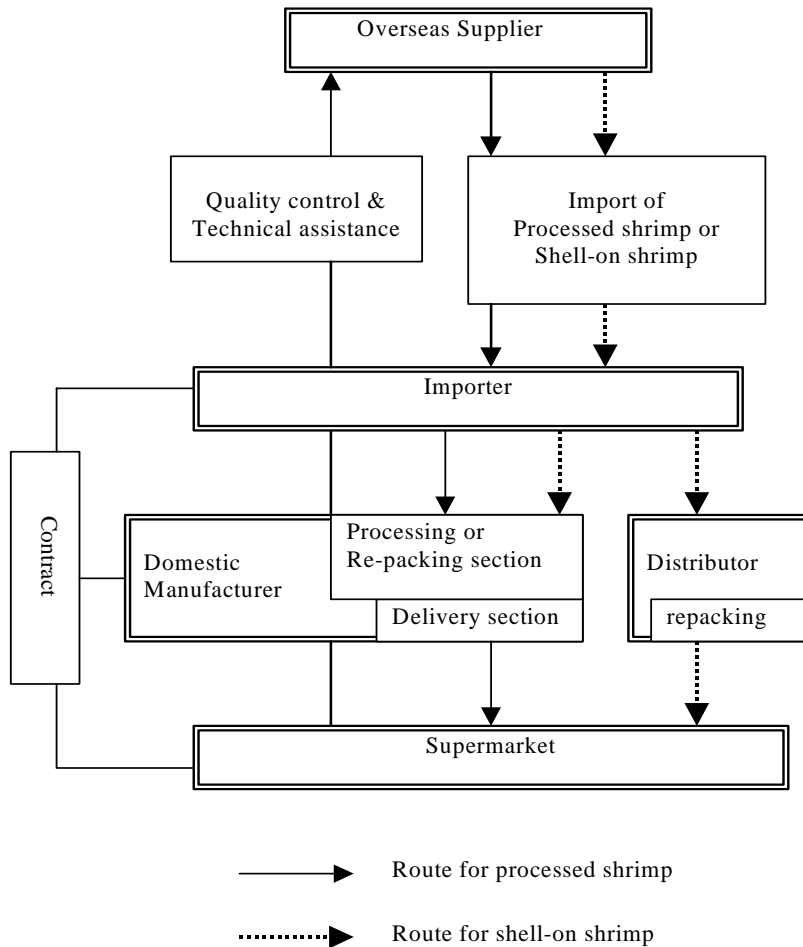 Overseas Supplier
Quality control &
Technical assistance
Import of
Processed shrimp or
Shell-on shrimp
Importer
Contract
Domestic
Manufacturer
Processing or
Re-packing section
Delivery section
Distributor
repacking
Supermarket
Route for processed shrimp
Route for shell-on shrimp